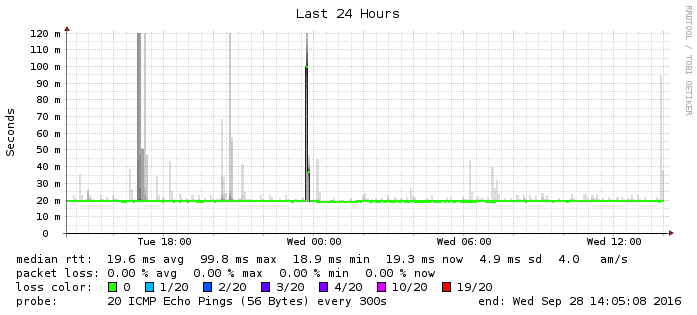 Last 24 Hours
RRDTOOL / TOBI OETIKER
Seconds
120 m
110 m
100 m
90 m
80 m
70 m
60 m
50 m
40 m
30 m
20 m
10 m
0
Tue 18:00 Wed 00:00 Wed 06:00 Wed 12:00
median rtt: 19.6 ms avg 99.8 ms max 18.9 ms min 19.3 ms now 4.9 ms sd 4.0 am/s
packet loss: 0.00 % avg 0.00 % max 0.00 % min 0.00 % now
loss color: 0 1/20 2/20 3/20 4/20 10/20 19/20
probe: 20 ICMP Echo Pings (56 Bytes) every 300s end: Wed Sep 28 14:05:08 2016